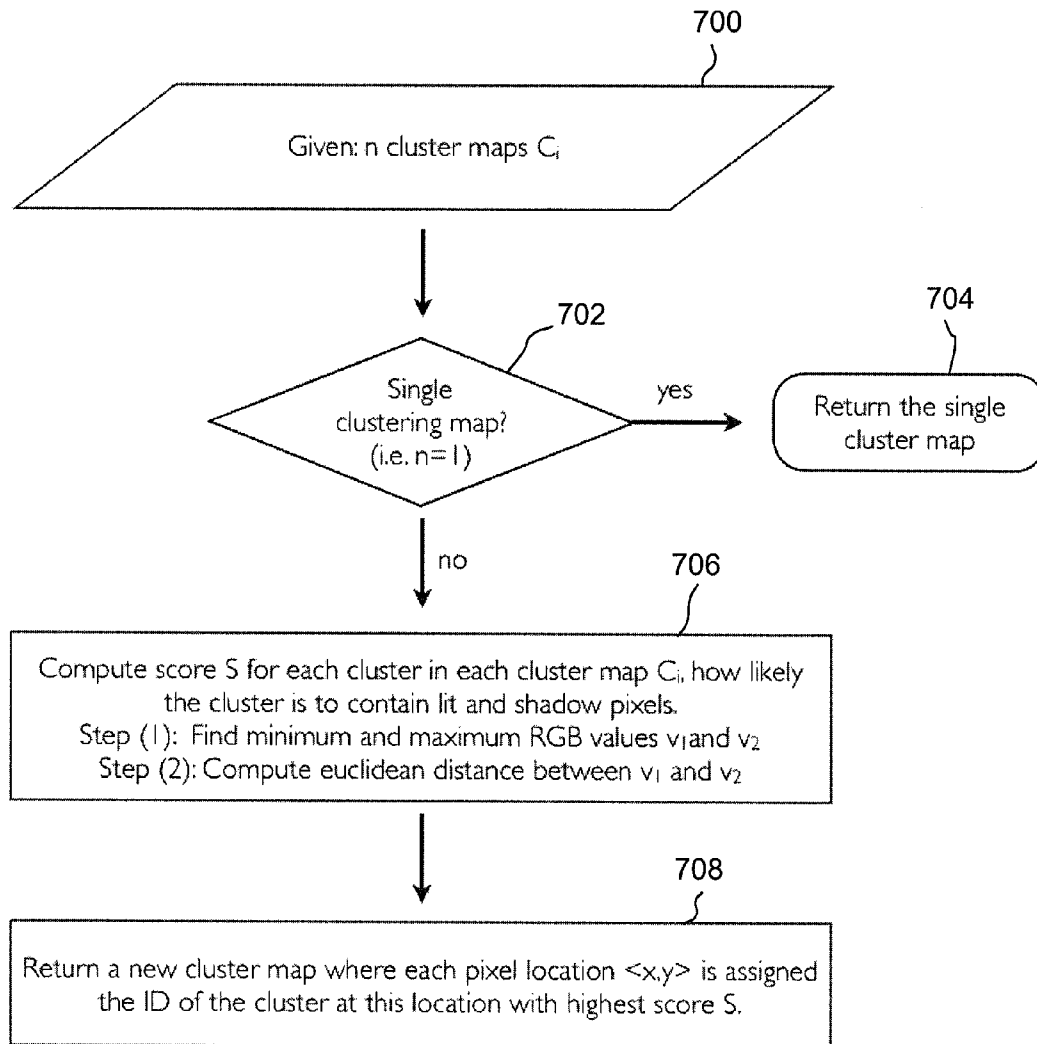 700
Given: n cluster maps Cᵢ
702
704
Single
clustering map?
(i.e. n=1)
yes
Return the single
cluster map
no
706
Compute score S for each cluster in each cluster map Cᵢ, how likely
the cluster is to contain lit and shadow pixels.
Step (1): Find minimum and maximum RGB values v₁and v₂
Step (2): Compute euclidean distance between v₁ and v₂
708
Return a new cluster map where each pixel location <x,y> is assigned
the ID of the cluster at this location with highest score S.